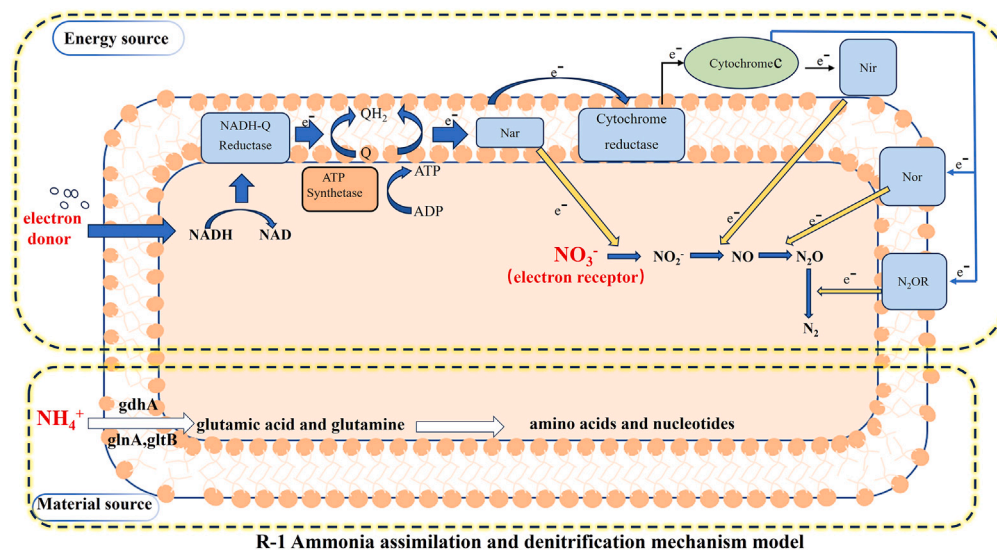 Energy source
e⁻
Cytochromec
e⁻
Nir
e⁻
NADH-Q
Reductase
e⁻
QH₂
Q
e⁻
Nar
Cytochrome
reductase
ATP
Synthetase
ATP
ADP
Nor
e⁻
electron
donor
NADH
NAD
e⁻
e⁻
e⁻
NO₃⁻
(electron receptor)
NO₂⁻
NO
N₂O
e⁻
N₂OR
e⁻
N₂
NH₄⁺
gdhA
glnA,gltB
glutamic acid and glutamine
amino acids and nucleotides
Material source
R-1 Ammonia assimilation and denitrification mechanism model